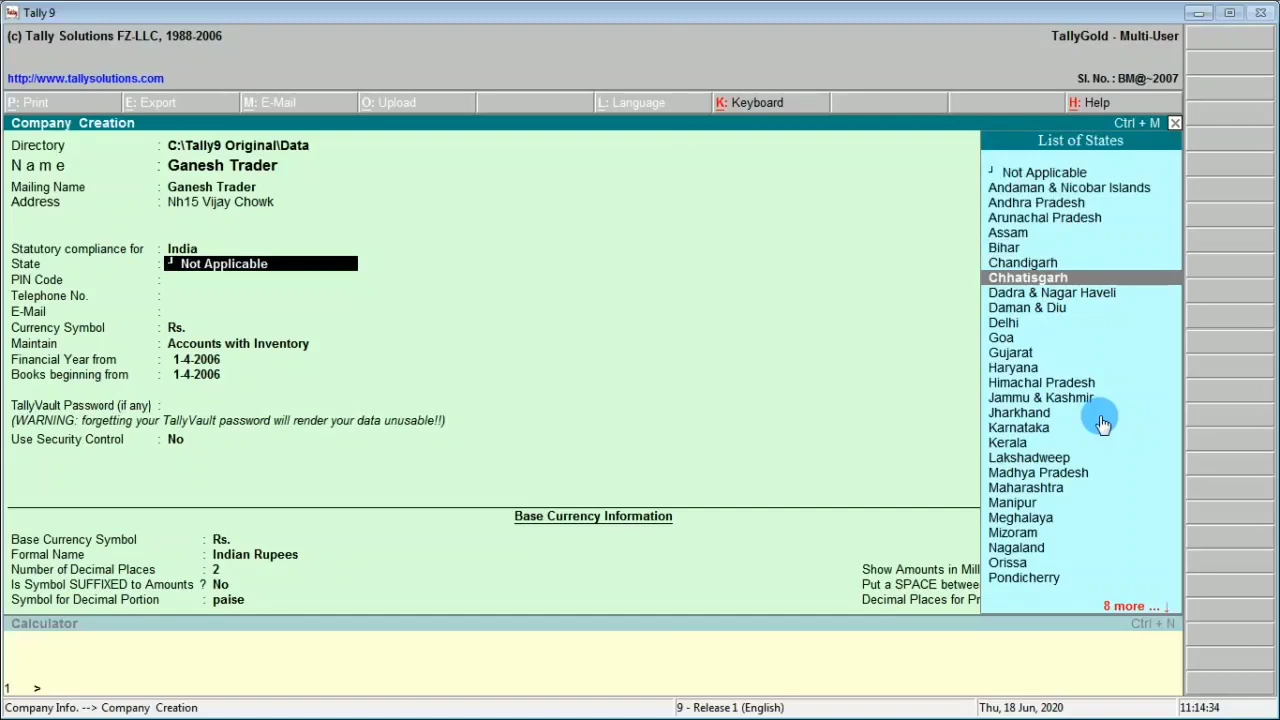 Tally 9
(c) Tally Solutions FZ-LLC, 1988-2006
TallyGold - Multi-User
http://www.tallysolutions.com
Sl. No. : BM@~2007
P: Print
E: Export
M: E-Mail
O: Upload
L: Language
K: Keyboard
H: Help
Company Creation
Ctrl + M
Directory : C:\Tally9 Original\Data
Name : Ganesh Trader
Mailing Name : Ganesh Trader
Address : Nh15 Vijay Chowk
Statutory compliance for : India
State : ┘ Not Applicable
PIN Code :
Telephone No. :
E-Mail :
Currency Symbol : Rs.
Maintain : Accounts with Inventory
Financial Year from : 1-4-2006
Books beginning from : 1-4-2006
TallyVault Password (if any) :
(WARNING: forgetting your TallyVault password will render your data unusable!!)
Use Security Control : No
Base Currency Information
Base Currency Symbol : Rs.
Formal Name : Indian Rupees
Number of Decimal Places : 2
Is Symbol SUFFIXED to Amounts ? No
Symbol for Decimal Portion : paise
Show Amounts in Mill
Put a SPACE betwee
Decimal Places for Pr
List of States
┘ Not Applicable
Andaman & Nicobar Islands
Andhra Pradesh
Arunachal Pradesh
Assam
Bihar
Chandigarh
Chhatisgarh
Dadra & Nagar Haveli
Daman & Diu
Delhi
Goa
Gujarat
Haryana
Himachal Pradesh
Jammu & Kashmir
Jharkhand
Karnataka
Kerala
Lakshadweep
Madhya Pradesh
Maharashtra
Manipur
Meghalaya
Mizoram
Nagaland
Orissa
Pondicherry
8 more ... ↓
Calculator
Ctrl + N
1 >
Company Info. --> Company Creation
9 - Release 1 (English)
Thu, 18 Jun, 2020
11:14:34